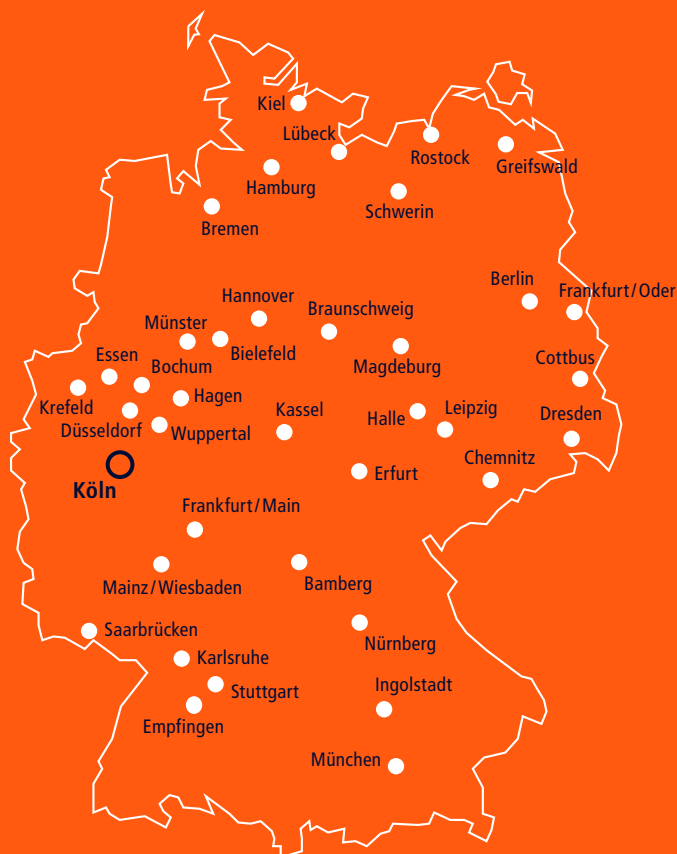 Kiel
Lübeck
Rostock
Greifswald
Hamburg
Schwerin
Bremen
Berlin
Frankfurt/Oder
Hannover
Braunschweig
Münster
Bielefeld
Magdeburg
Essen
Bochum
Cottbus
Hagen
Krefeld
Kassel
Halle
Leipzig
Dresden
Düsseldorf
Wuppertal
Chemnitz
Erfurt
Köln
Frankfurt/Main
Mainz/Wiesbaden
Bamberg
Saarbrücken
Nürnberg
Karlsruhe
Stuttgart
Ingolstadt
Empfingen
München